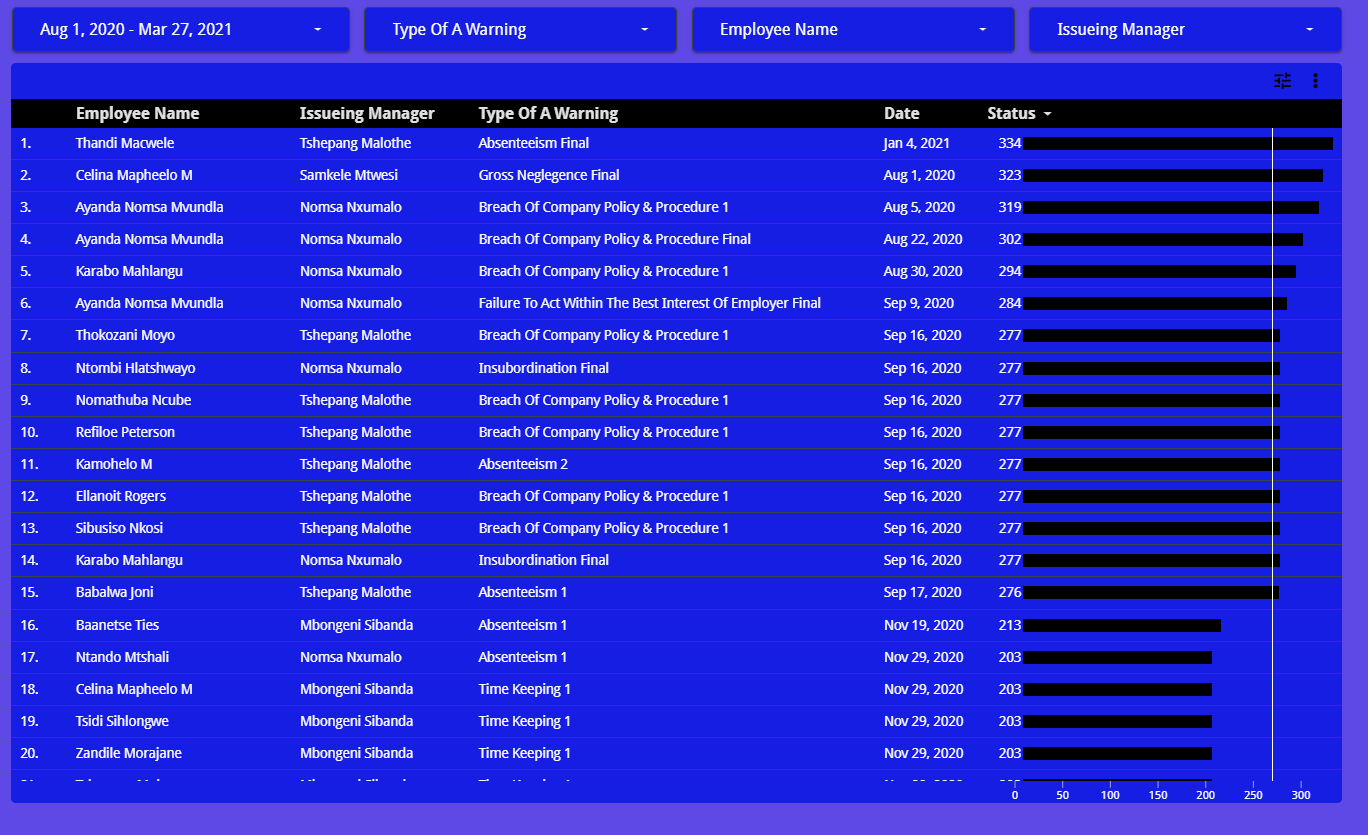 Aug 1, 2020 - Mar 27, 2021 Type Of A Warning Employee Name Issueing Manager
Employee Name Issueing Manager Type Of A Warning Date Status
1. Thandi Macwele Tshepang Malothe Absenteeism Final Jan 4, 2021 334
2. Celina Mapheelo M Samkele Mtwesi Gross Neglegence Final Aug 1, 2020 323
3. Ayanda Nomsa Mvundla Nomsa Nxumalo Breach Of Company Policy & Procedure 1 Aug 5, 2020 319
4. Ayanda Nomsa Mvundla Nomsa Nxumalo Breach Of Company Policy & Procedure Final Aug 22, 2020 302
5. Karabo Mahlangu Nomsa Nxumalo Breach Of Company Policy & Procedure 1 Aug 30, 2020 294
6. Ayanda Nomsa Mvundla Nomsa Nxumalo Failure To Act Within The Best Interest Of Employer Final Sep 9, 2020 284
7. Thokozani Moyo Tshepang Malothe Breach Of Company Policy & Procedure 1 Sep 16, 2020 277
8. Ntombi Hlatshwayo Nomsa Nxumalo Insubordination Final Sep 16, 2020 277
9. Nomathuba Ncube Tshepang Malothe Breach Of Company Policy & Procedure 1 Sep 16, 2020 277
10. Refiloe Peterson Tshepang Malothe Breach Of Company Policy & Procedure 1 Sep 16, 2020 277
11. Kamohelo M Tshepang Malothe Absenteeism 2 Sep 16, 2020 277
12. Ellanoit Rogers Tshepang Malothe Breach Of Company Policy & Procedure 1 Sep 16, 2020 277
13. Sibusiso Nkosi Tshepang Malothe Breach Of Company Policy & Procedure 1 Sep 16, 2020 277
14. Karabo Mahlangu Nomsa Nxumalo Insubordination Final Sep 16, 2020 277
15. Babalwa Joni Tshepang Malothe Absenteeism 1 Sep 17, 2020 276
16. Baanetse Ties Mbongeni Sibanda Absenteeism 1 Nov 19, 2020 213
17. Ntando Mtshali Nomsa Nxumalo Absenteeism 1 Nov 29, 2020 203
18. Celina Mapheelo M Mbongeni Sibanda Time Keeping 1 Nov 29, 2020 203
19. Tsidi Sihlongwe Mbongeni Sibanda Time Keeping 1 Nov 29, 2020 203
20. Zandile Morajane Mbongeni Sibanda Time Keeping 1 Nov 29, 2020 203
0 50 100 150 200 250 300